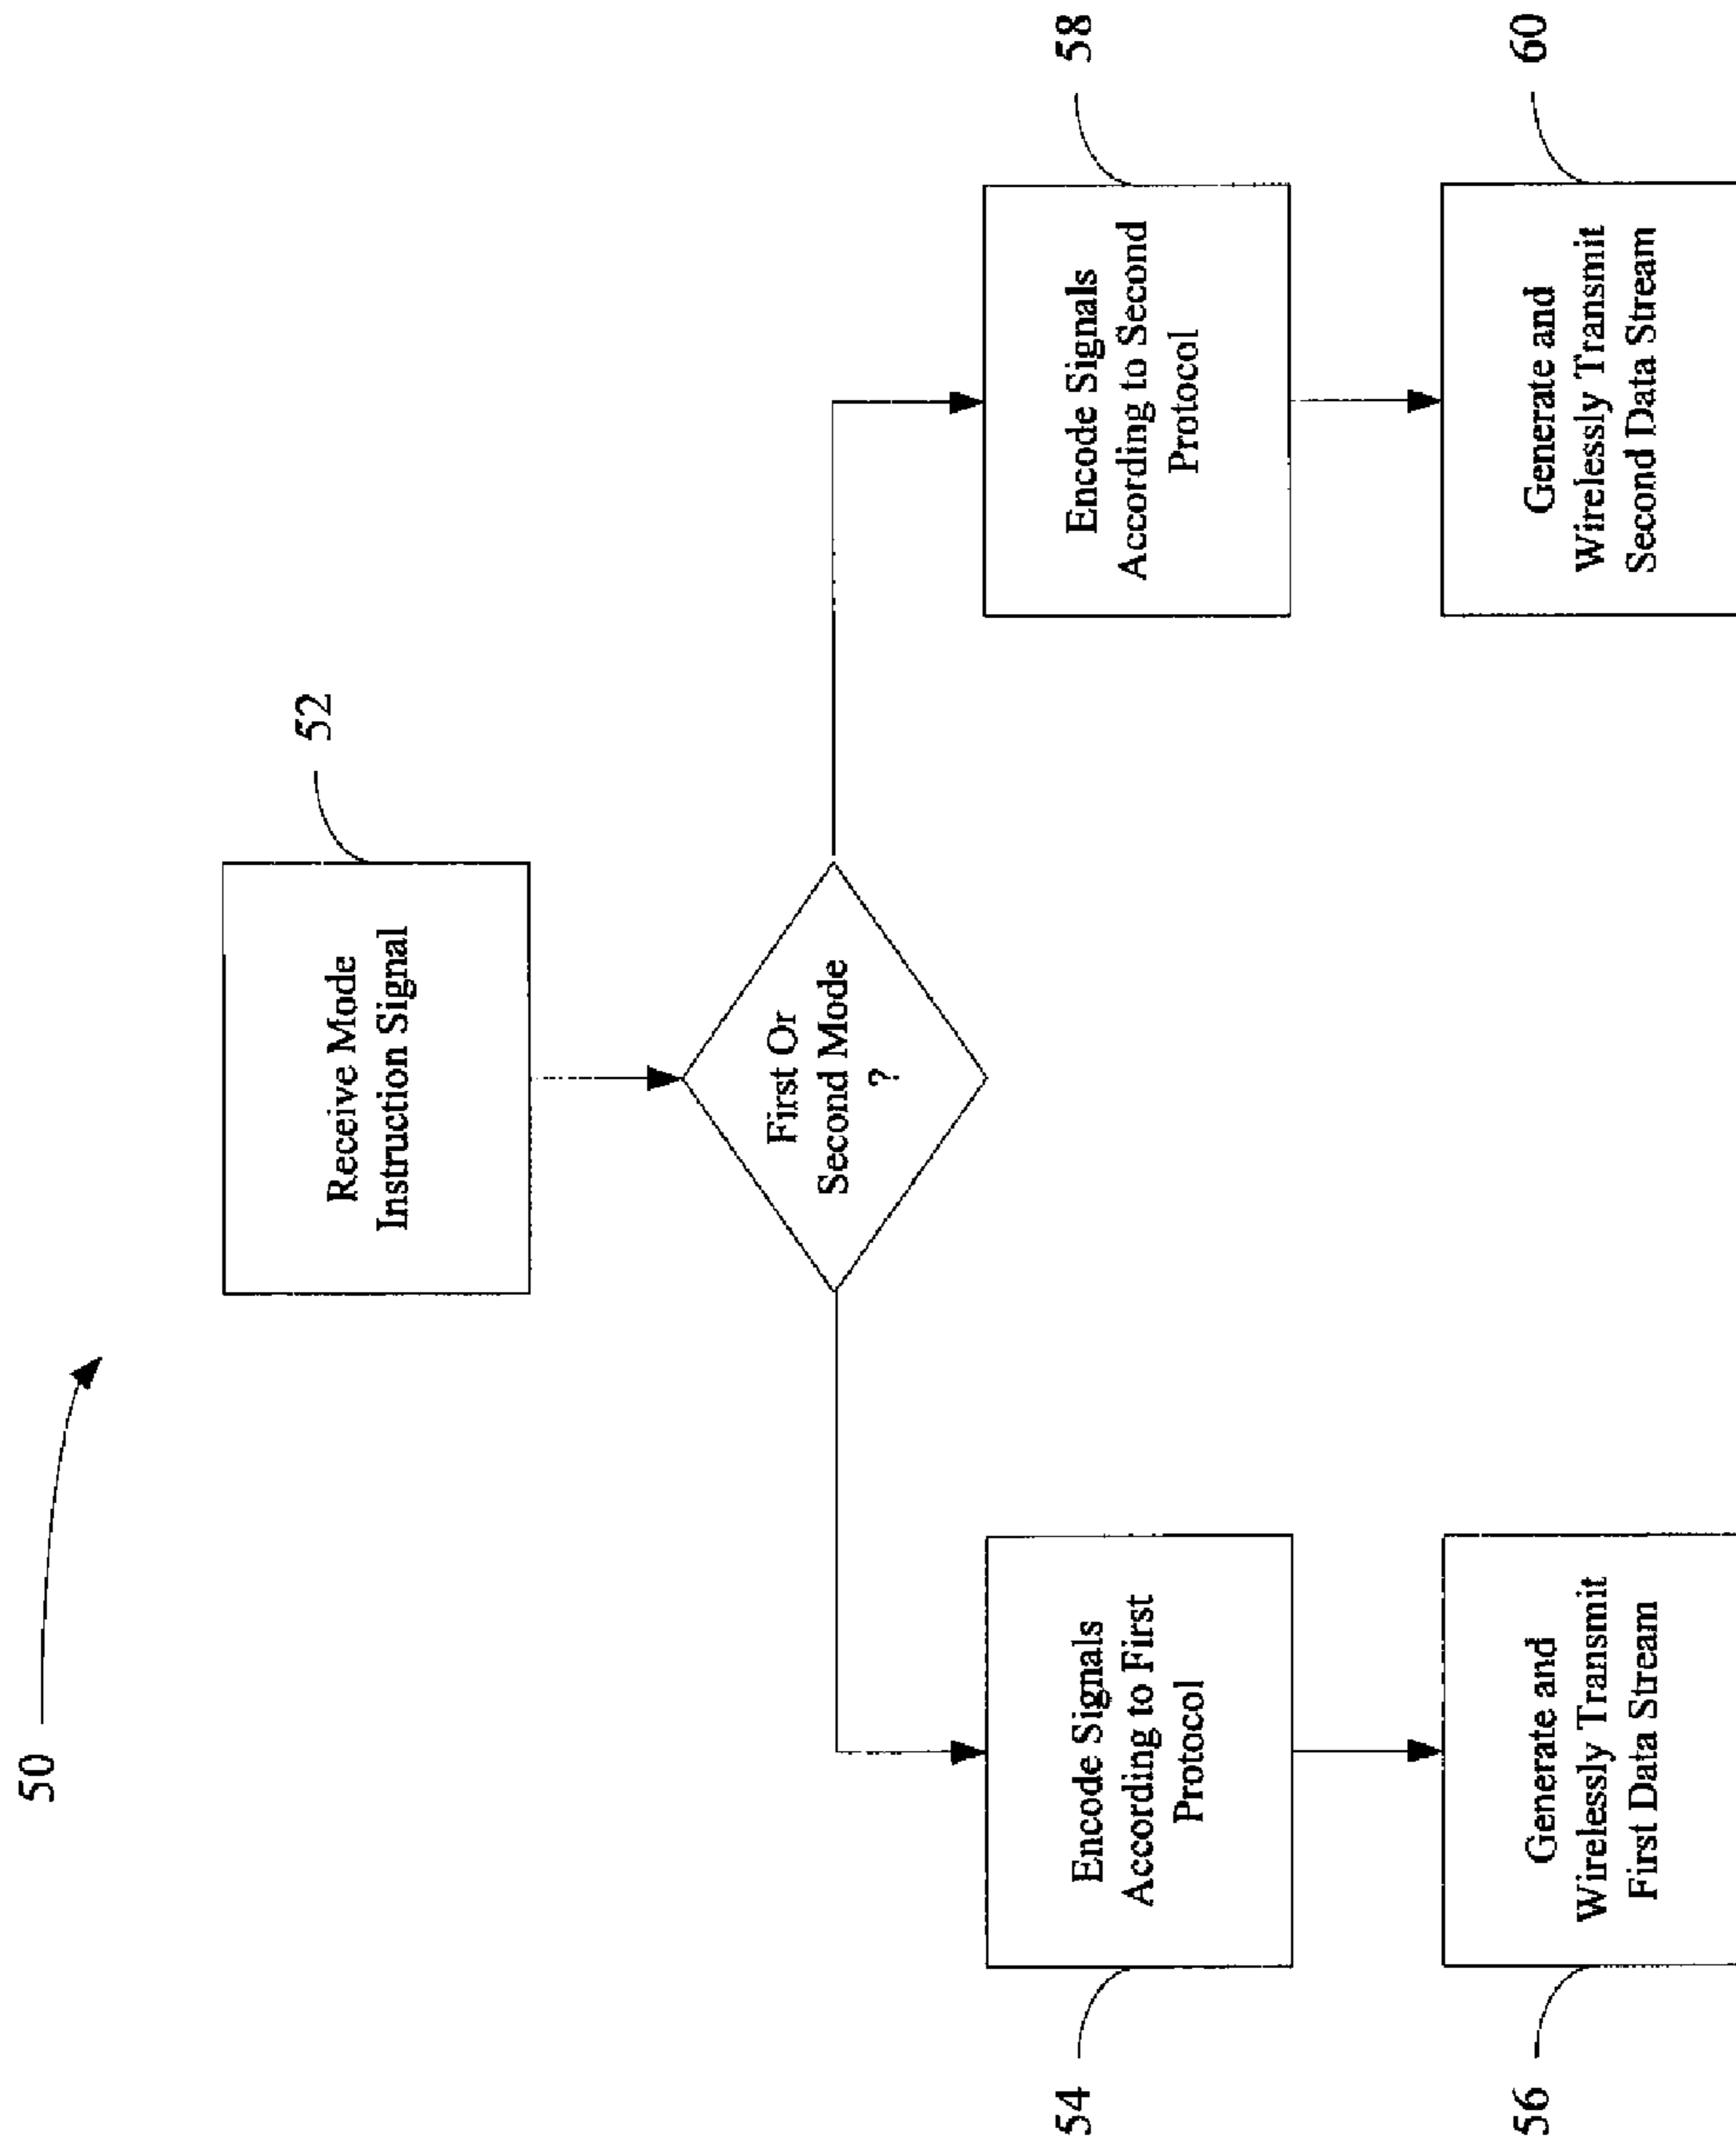 50
Receive Mode
Instruction Signal
52
First Or
Second Mode
?
54
Encode Signals
According to First
Protocol
Encode Signals
According to Second
Protocol
58
56
Generate and
Wirelessly Transmit
First Data Stream
Generate and
Wirelessly Transmit
Second Data Stream
60